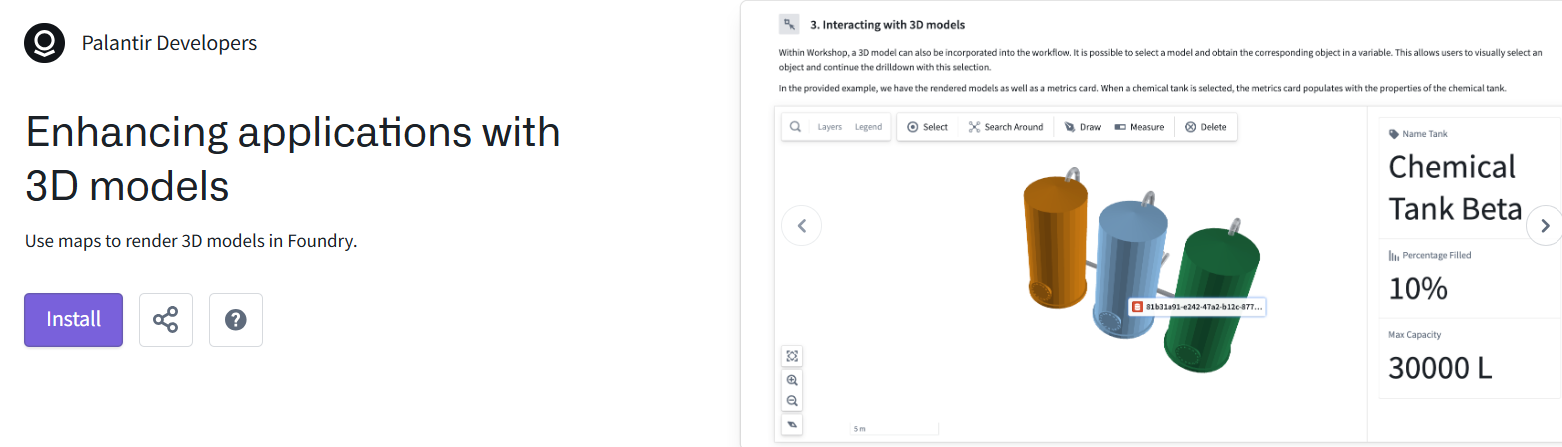 Palantir Developers
Enhancing applications with
3D models
Use maps to render 3D models in Foundry.
Install
3. Interacting with 3D models
Within Workshop, a 3D model can also be incorporated into the workflow. It is possible to select a model and obtain the corresponding object in a variable. This allows users to visually select an
object and continue the drilldown with this selection.
In the provided example, we have the rendered models as well as a metrics card. When a chemical tank is selected, the metrics card populates with the properties of the chemical tank.
Layers Legend Select Search Around Draw Measure Delete
Name Tank
Chemical
Tank Beta
Percentage Filled
10%
Max Capacity
30000 L
81b31a91-e242-47a2-b12c-877...
5 m